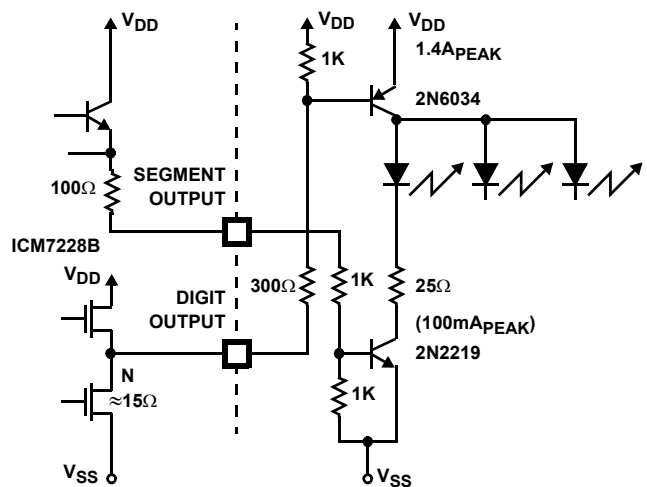 VDD
VDD
VDD
1K
1.4APEAK
2N6034
SEGMENT
OUTPUT
100Ω
ICM7228B
VDD
DIGIT
OUTPUT
300Ω
1K
25Ω
(100mAPEAK)
2N2219
N
≈15Ω
1K
VSS
VSS